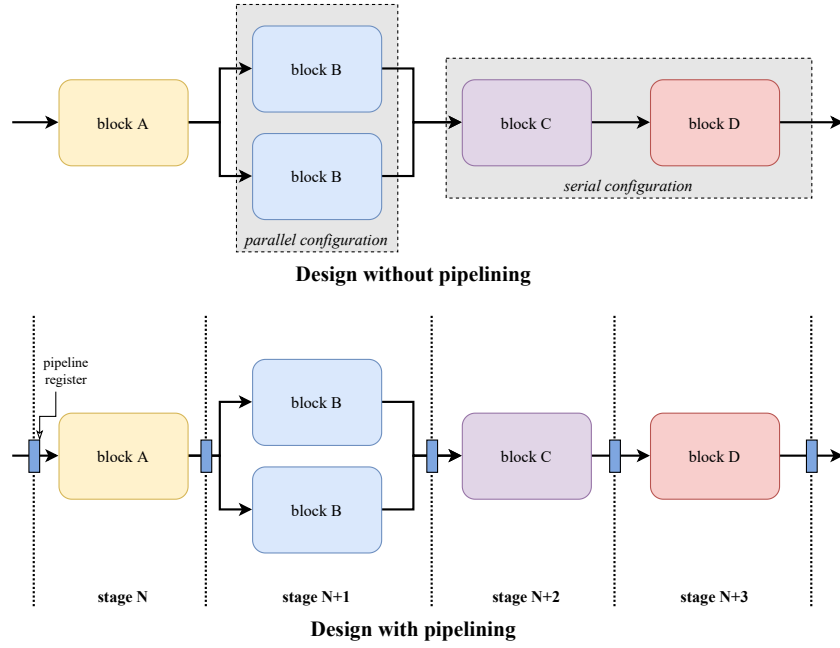 block B
block A
block C
block D
block B
parallel configuration
serial configuration
Design without pipelining
pipeline
register
block B
block A
block C
block D
block B
stage N
stage N+1
stage N+2
stage N+3
Design with pipelining